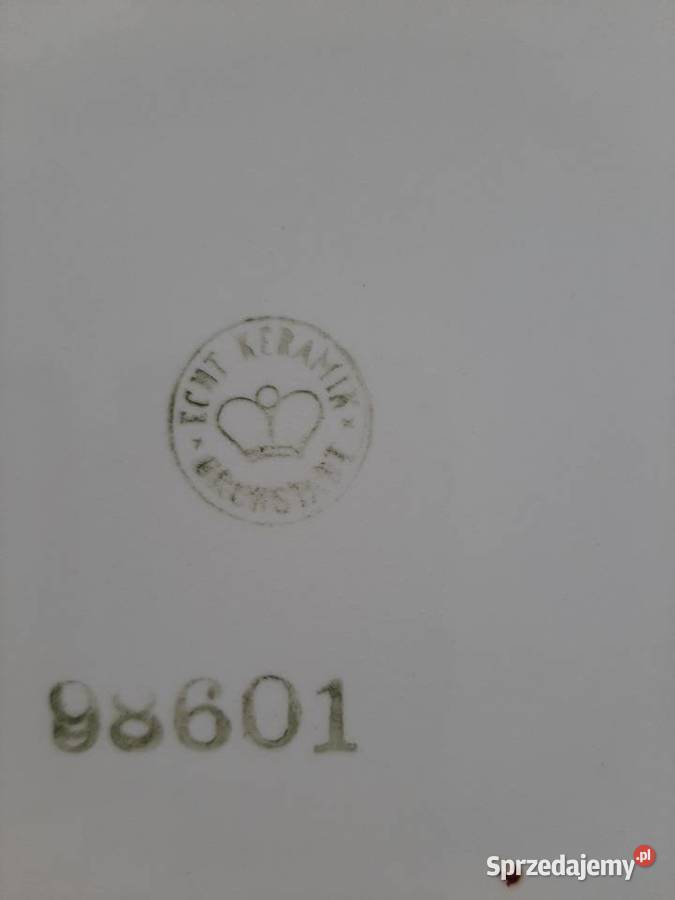 ECHT KERAMIK
98601
Sprzedajemy.pl